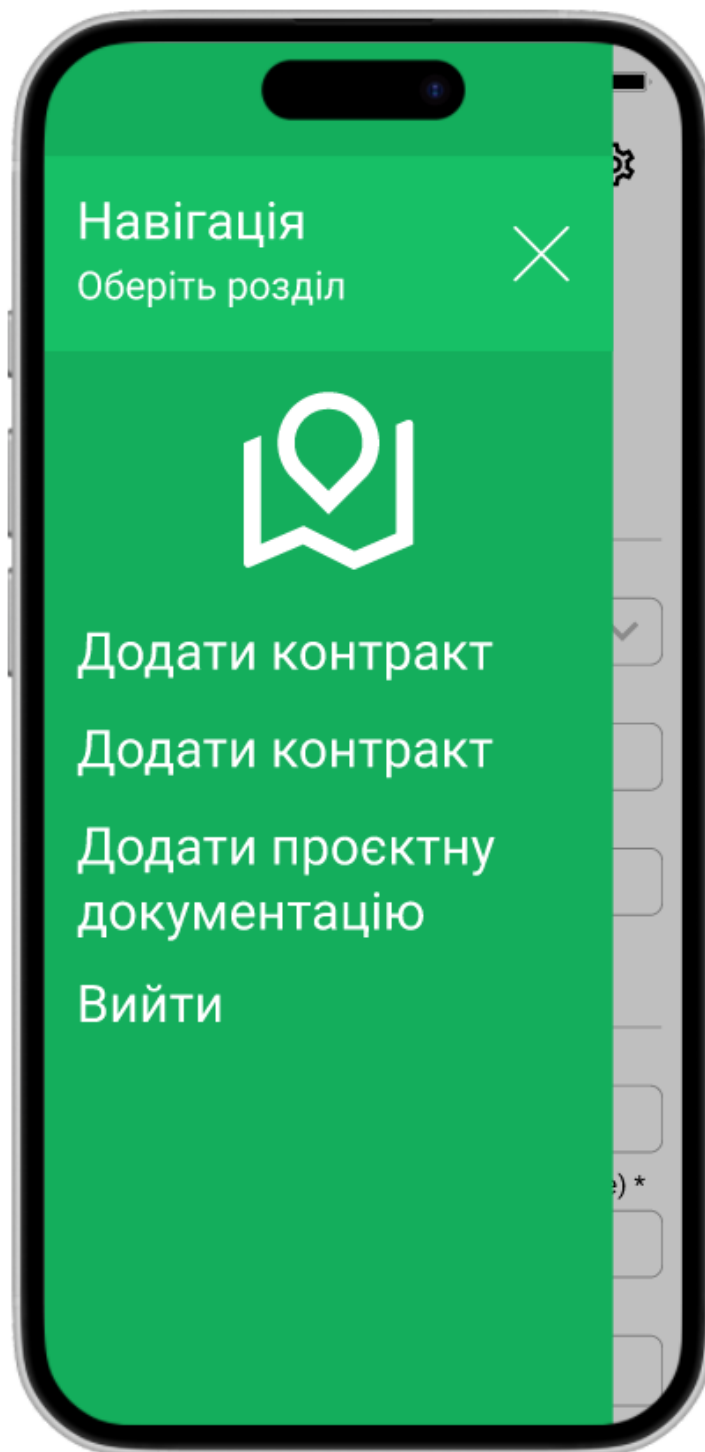 Навігація
Оберіть розділ
Додати контракт
Додати контракт
Додати проєктну
документацію
Вийти
) *